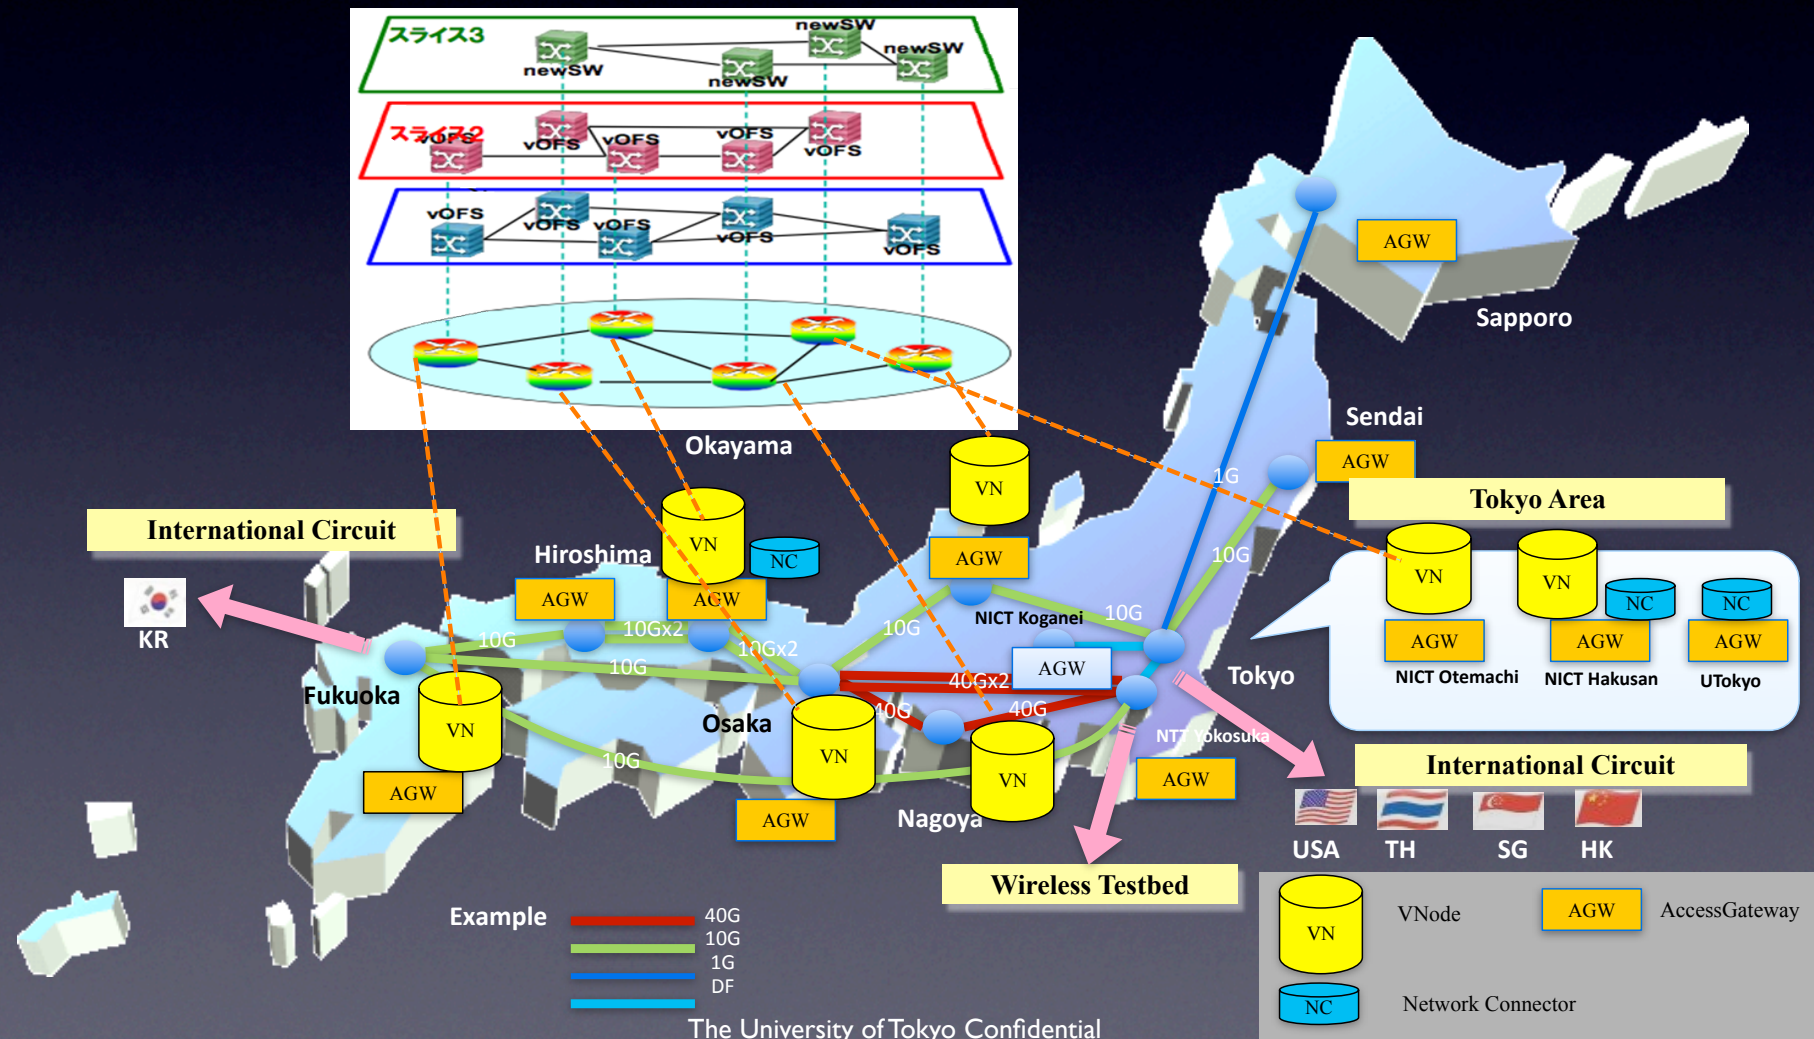 スライス3
newSW
newSW
newSW
newSW
スライス2
vOFS
vOFS
vOFS
vOFS
vOFS
vOFS
vOFS
vOFS
vOFS
vOFS
AGW
Sapporo
Sendai
AGW
Okayama
1G
VN
Tokyo Area
International Circuit
Hiroshima
VN
NC
AGW
10G
VN
VN
NC
NC
KR
AGW
AGW
NICT Koganei
10G
10G
10G
10Gx2
10Gx2
AGW
AGW
AGW
AGW
NICT Otemachi
NICT Hakusan
UTokyo
10G
40Gx2
Tokyo
Fukuoka
VN
Osaka
VN
40G
40G
NTT Yokosuka
10G
VN
International Circuit
AGW
AGW
AGW
Nagoya
USA
TH
SG
HK
Wireless Testbed
Example
40G
10G
1G
DF
VN
VNode
AGW
AccessGateway
NC
Network Connector
The University of Tokyo Confidential